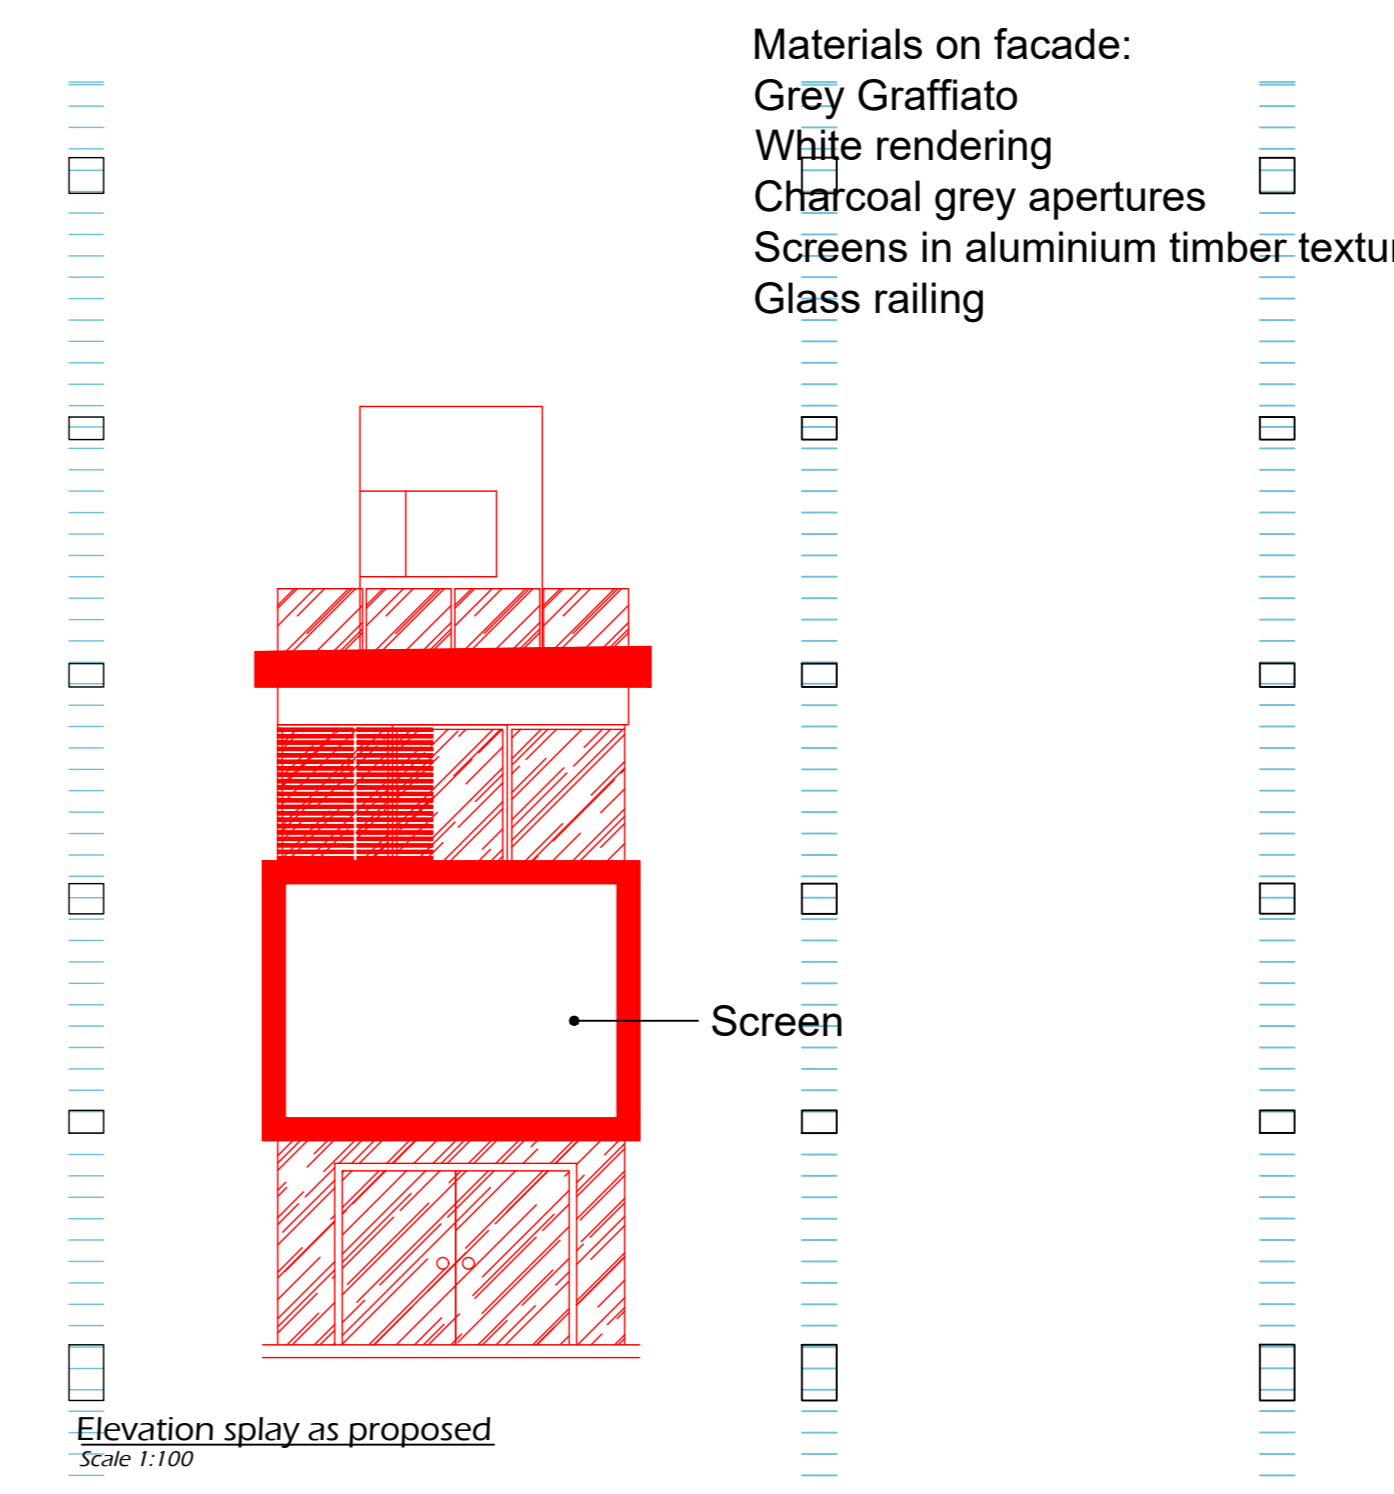 Materials on facade:
Grey Graffiato
White rendering
Charcoal grey apertures
Screens in aluminium timber
Glass railing
Screen
Elevation splay as proposed
Scale 1:100